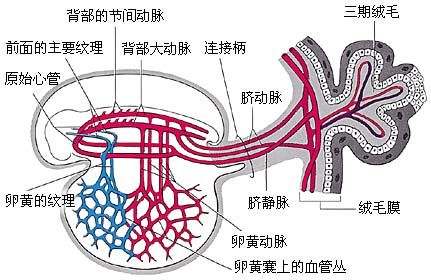 背部的节间动脉
三期绒毛
前面的主要纹理
背部大动脉
连接柄
原始心管
脐动脉
卵黄的纹理
脐静脉
绒毛膜
卵黄动脉
卵黄囊上的血管丛